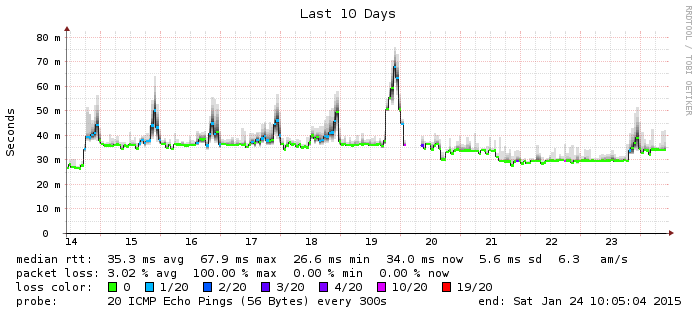 Last 10 Days
RRDTOOL / TOBI OETIKER
Seconds
80 m
70 m
60 m
50 m
40 m
30 m
20 m
10 m
0
14 15 16 17 18 19 20 21 22 23
median rtt: 35.3 ms avg 67.9 ms max 26.6 ms min 34.0 ms now 5.6 ms sd 6.3 am/s
packet loss: 3.02 % avg 100.00 % max 0.00 % min 0.00 % now
loss color: 0 1/20 2/20 3/20 4/20 10/20 19/20
probe: 20 ICMP Echo Pings (56 Bytes) every 300s end: Sat Jan 24 10:05:04 2015